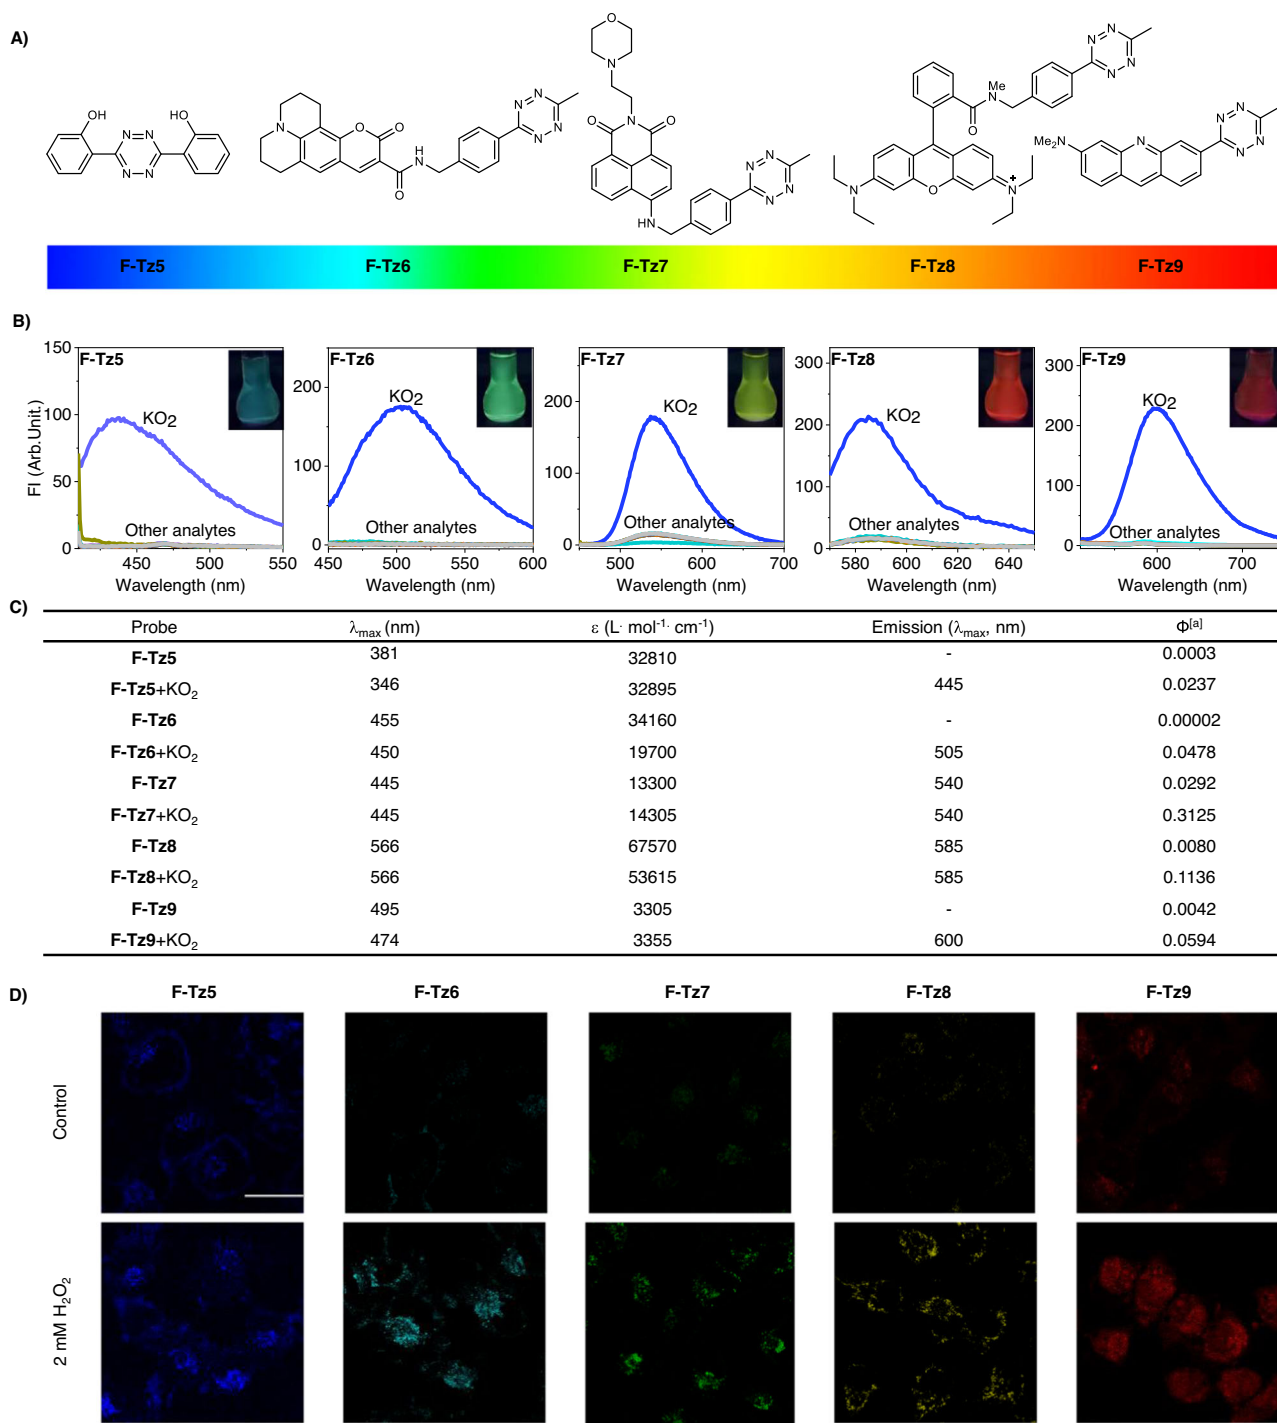 A)
O
N
N
O
O
OH
HO
N N
N N
N
O
O
O
H
N
N N
N N
HN
N N
N N
O
Me
N
N
O
N
+
N N
N N
Me2N
N
N N
N N
F-Tz5 F-Tz6 F-Tz7 F-Tz8 F-Tz9
B)
F-Tz5
150
100
50
0
FI (Arb.Unit.)
KO2
Other analytes
450 500 550
Wavelength (nm)
F-Tz6
200
100
0
KO2
Other analytes
450 500 550 600
Wavelength (nm)
F-Tz7
200
100
0
KO2
Other analytes
500 600 700
Wavelength (nm)
F-Tz8
300
200
100
0
KO2
Other analytes
580 600 620 640
Wavelength (nm)
F-Tz9
300
200
100
0
KO2
Other analytes
600 700
Wavelength (nm)
C)
Probe λmax (nm) ε (L· mol-1· cm-1) Emission (λmax, nm) Φ[a]
F-Tz5 381 32810 - 0.0003
F-Tz5+KO2 346 32895 445 0.0237
F-Tz6 455 34160 - 0.00002
F-Tz6+KO2 450 19700 505 0.0478
F-Tz7 445 13300 540 0.0292
F-Tz7+KO2 445 14305 540 0.3125
F-Tz8 566 67570 585 0.0080
F-Tz8+KO2 566 53615 585 0.1136
F-Tz9 495 3305 - 0.0042
F-Tz9+KO2 474 3355 600 0.0594
D)
F-Tz5 F-Tz6 F-Tz7 F-Tz8 F-Tz9
Control
2 mM H2O2